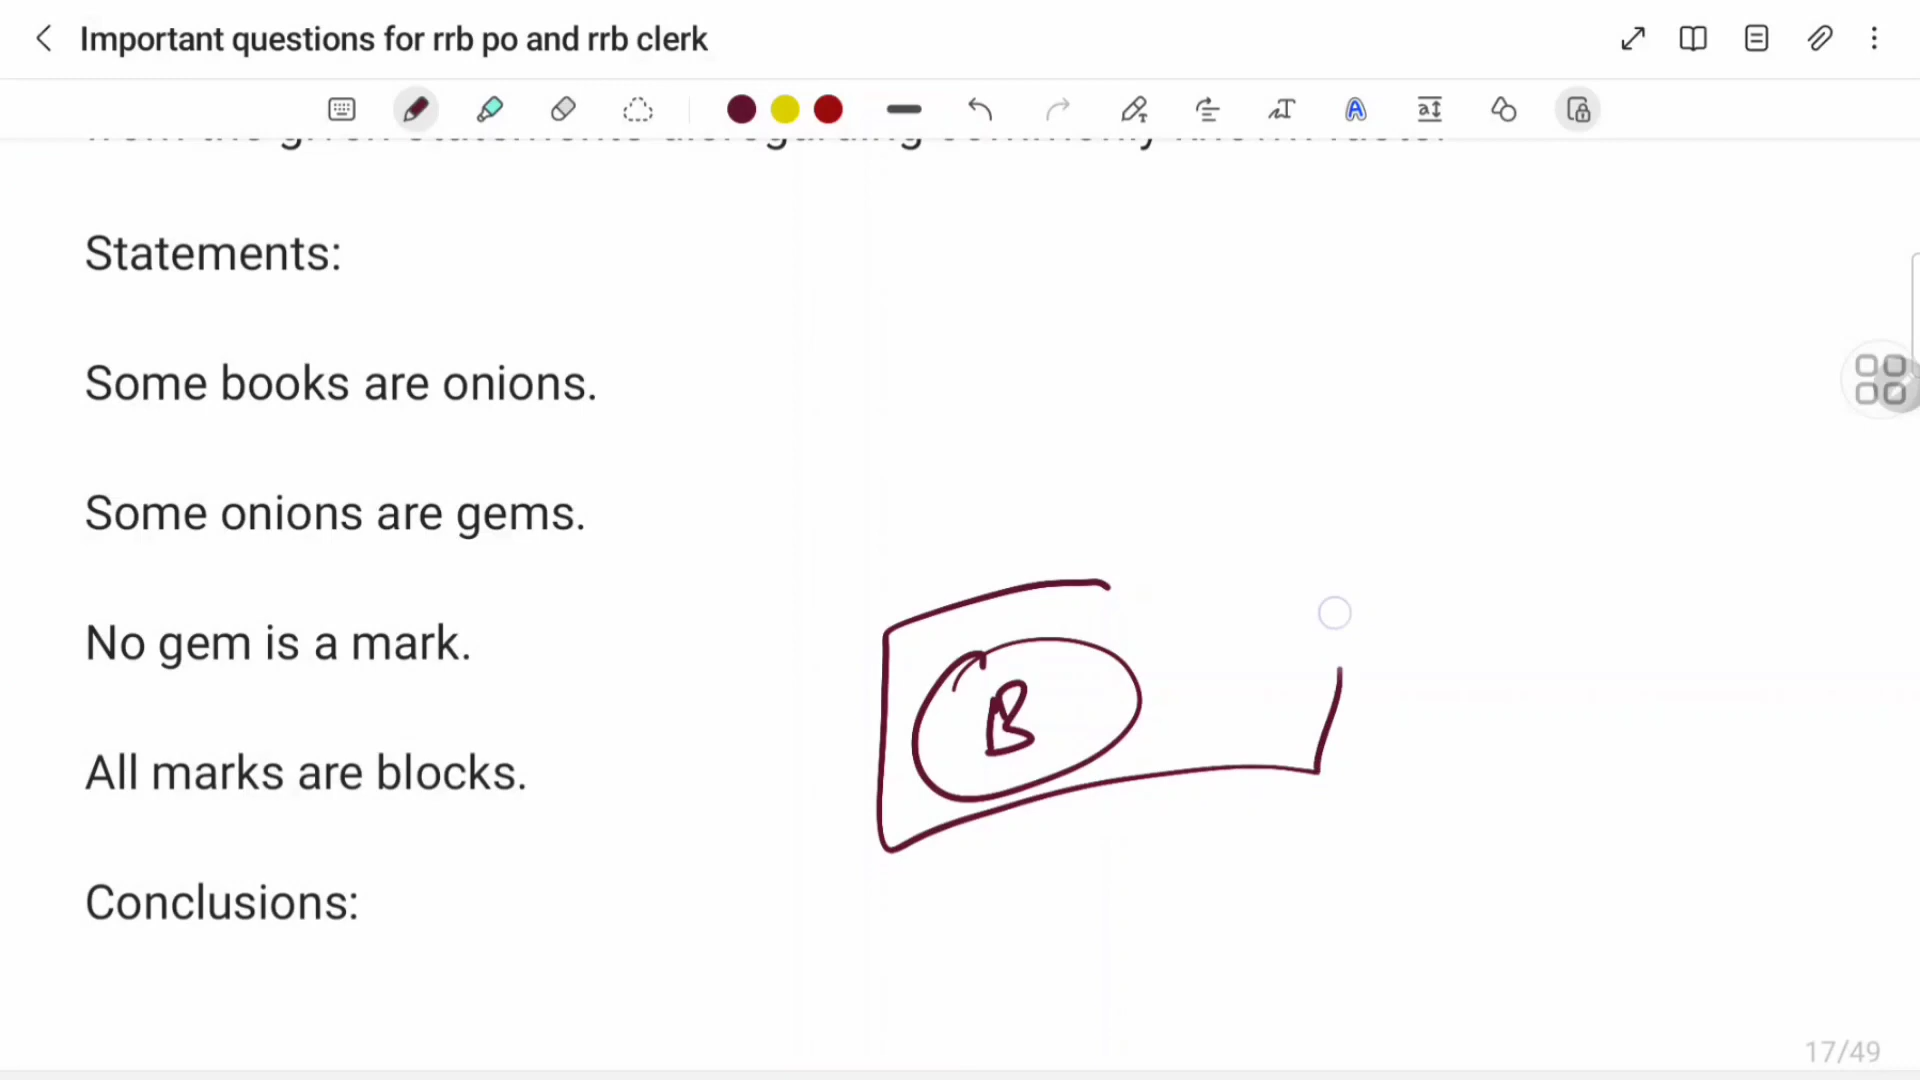 Important questions for rrb po and rrb clerk
Statements:
Some books are onions.
Some onions are gems.
No gem is a mark.
All marks are blocks.
Conclusions:
B
17/49